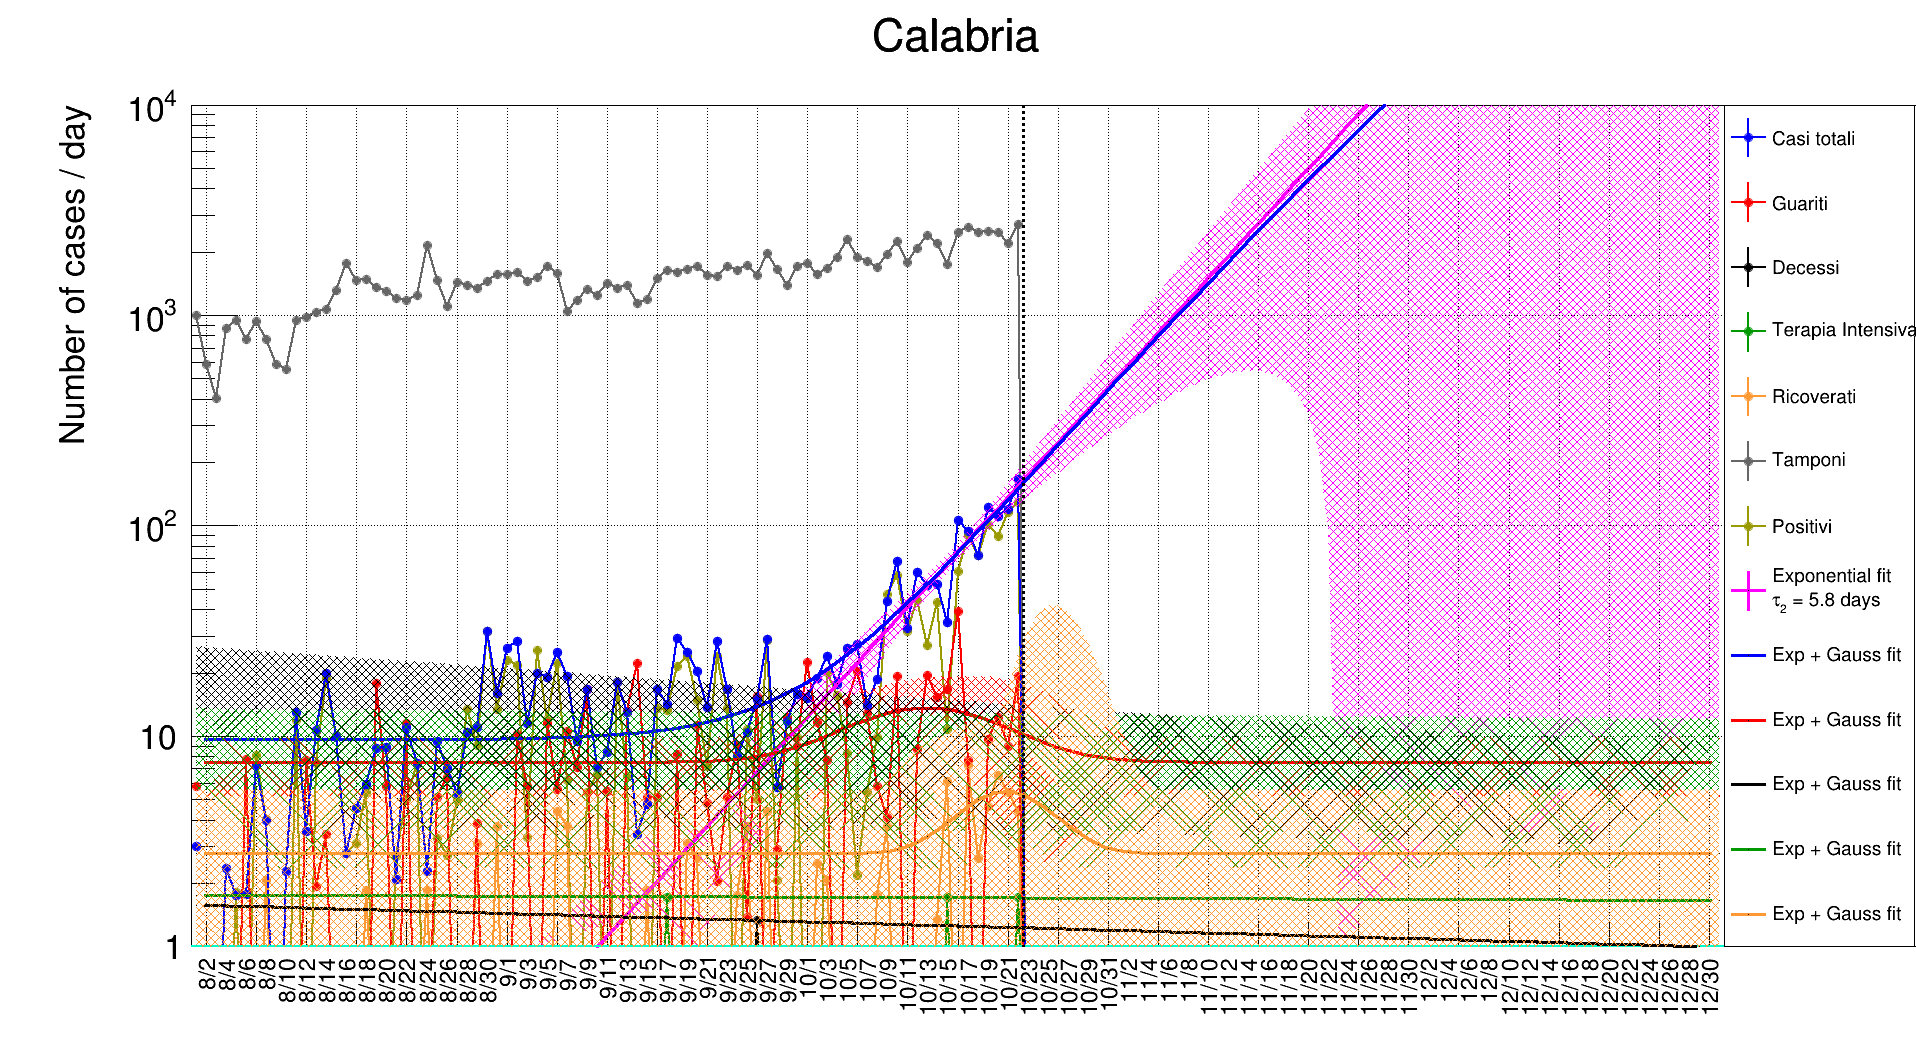 Calabria
Number of cases / day
10⁴
10³
10²
10
1
8/2 8/4 8/6 8/8 8/10 8/12 8/14 8/16 8/18 8/20 8/22 8/24 8/26 8/28 8/30 9/1 9/3 9/5 9/7 9/9 9/11 9/13 9/15 9/17 9/19 9/21 9/23 9/25 9/27 9/29 10/1 10/3 10/5 10/7 10/9 10/11 10/13 10/15 10/17 10/19 10/21 10/23 10/25 10/27 10/29 10/31 11/2 11/4 11/6 11/8 11/10 11/12 11/14 11/16 11/18 11/20 11/22 11/24 11/26 11/28 11/30 12/2 12/4 12/6 12/8 12/10 12/12 12/14 12/16 12/18 12/20 12/22 12/24 12/26 12/28 12/30
Casi totali
Guariti
Decessi
Terapia Intensiva
Ricoverati
Tamponi
Positivi
Exponential fit
τ₂ = 5.8 days
Exp + Gauss fit
Exp + Gauss fit
Exp + Gauss fit
Exp + Gauss fit
Exp + Gauss fit